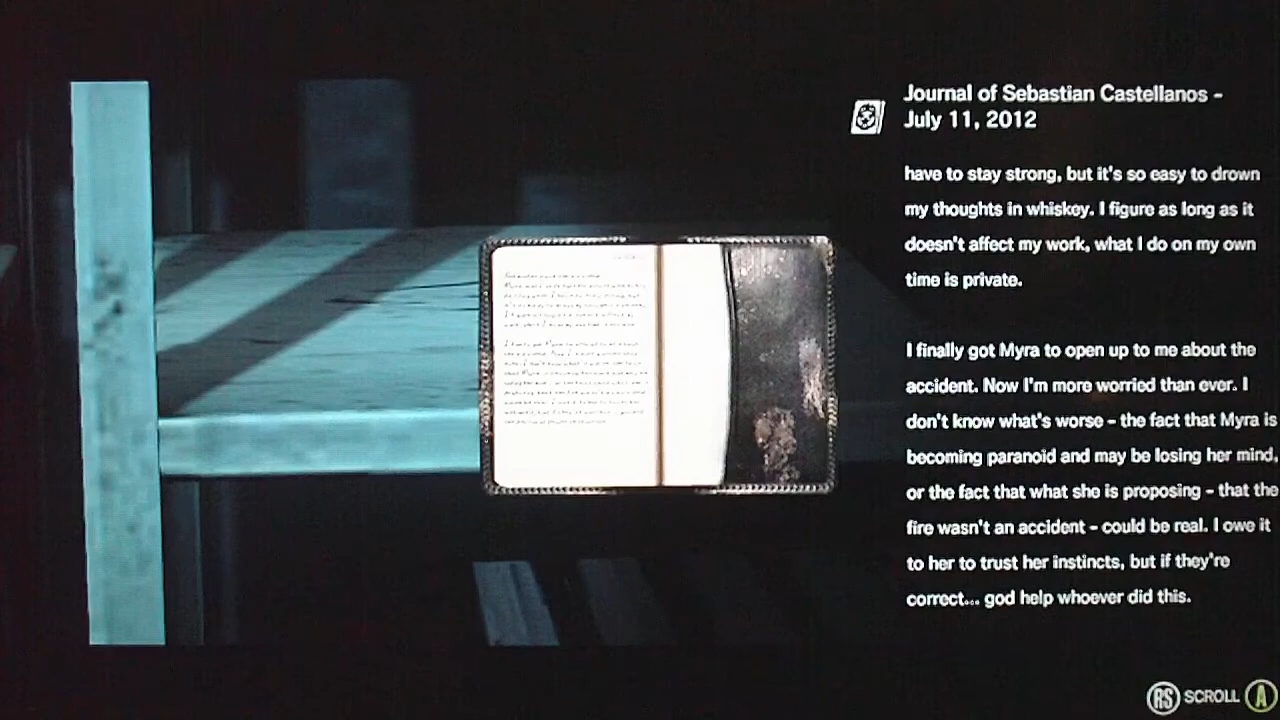 Journal of Sebastian Castellanos -
July 11, 2012
have to stay strong, but it's so easy to drown
my thoughts in whiskey. I figure as long as it
doesn't affect my work, what I do on my own
time is private.
I finally got Myra to open up to me about the
accident. Now I'm more worried than ever. I
don't know what's worse - the fact that Myra is
becoming paranoid and may be losing her mind,
or the fact that what she is proposing - that the
fire wasn't an accident - could be real. I owe it
to her to trust her instincts, but if they're
correct... god help whoever did this.
RS SCROLL A